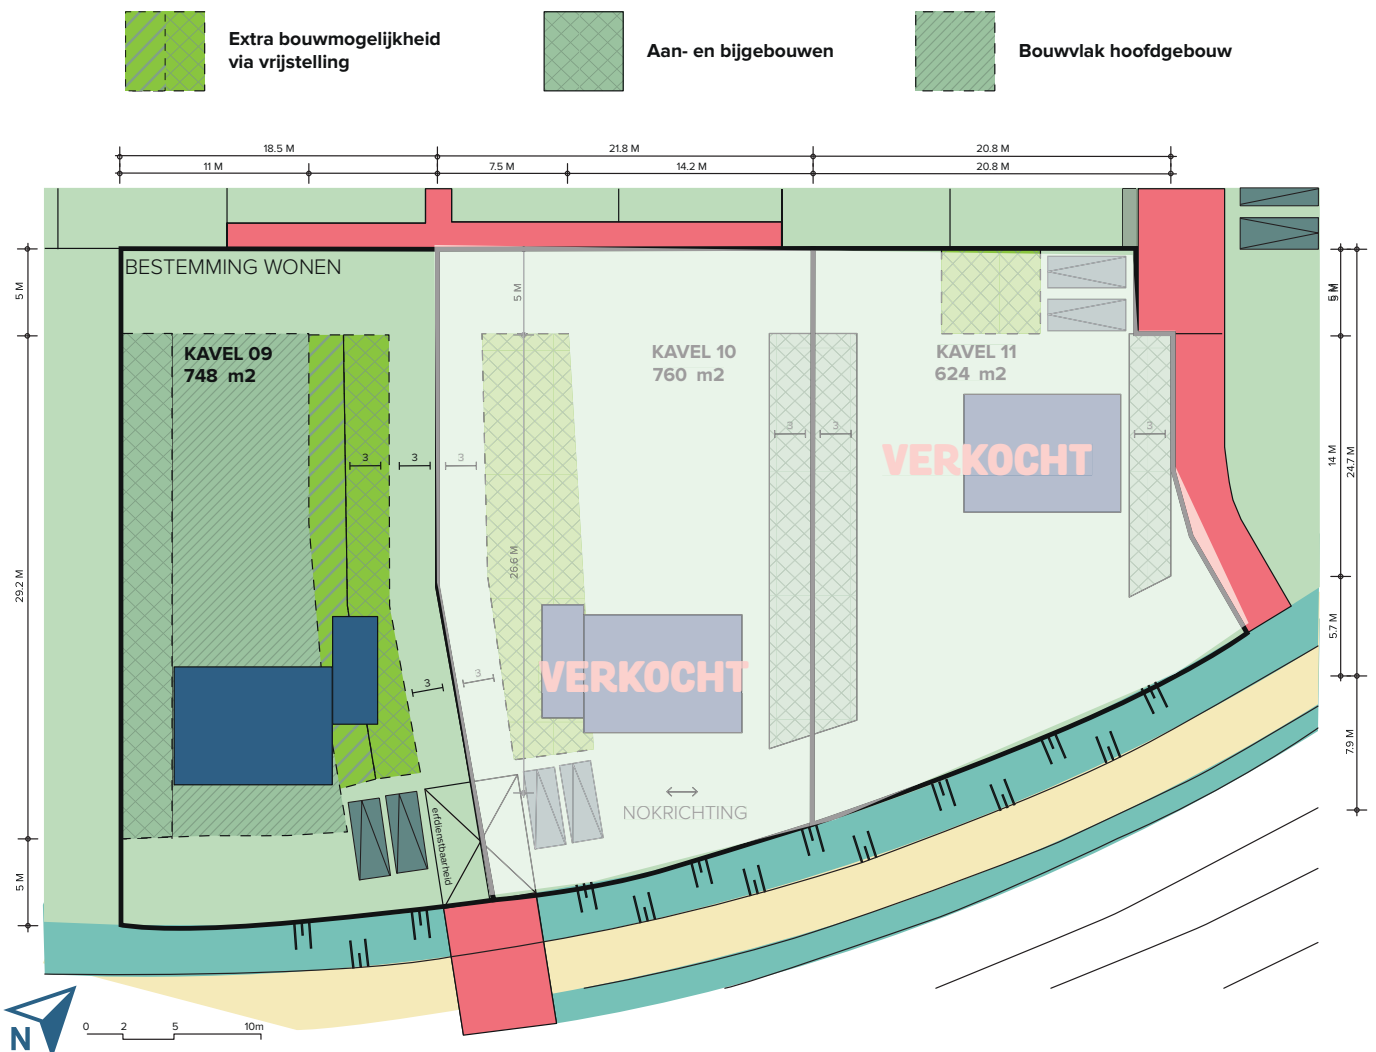 Extra bouwmogelijkheid
via vrijstelling
Aan- en bijgebouwen
Bouwvlak hoofdgebouw
18.5 M
21.8 M
20.8 M
11 M
7.5 M
14.2 M
20.8 M
BESTEMMING WONEN
5 M
5 M
9 M
KAVEL 09
748 m2
KAVEL 10
760 m2
KAVEL 11
624 m2
3
3
3
3
3
3
VERKOCHT
14 M
24.7 M
29.2 M
26.6 M
3
3
VERKOCHT
5.7 M
7.9 M
NOKRICHTING
erfdienstbaarheid
5 M
N
0 2 5 10m